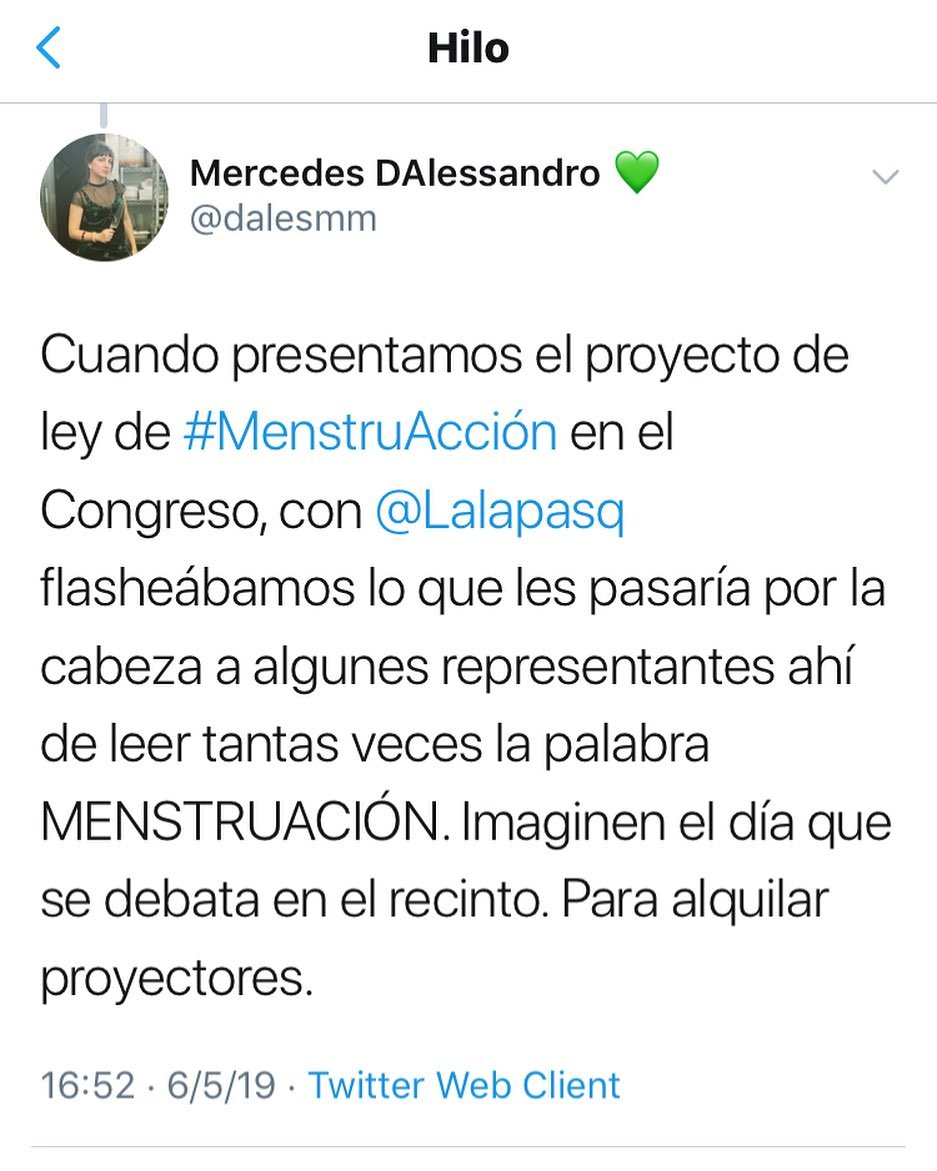 Hilo
Mercedes DAlessandro 💚
@dalesmm
Cuando presentamos el proyecto de
ley de #MenstruAcción en el
Congreso, con @Lalapasq
flasheábamos lo que les pasaría por la
cabeza a algunes representantes ahí
de leer tantas veces la palabra
MENSTRUACIÓN. Imaginen el día que
se debata en el recinto. Para alquilar
proyectores.
16:52 · 6/5/19 · Twitter Web Client